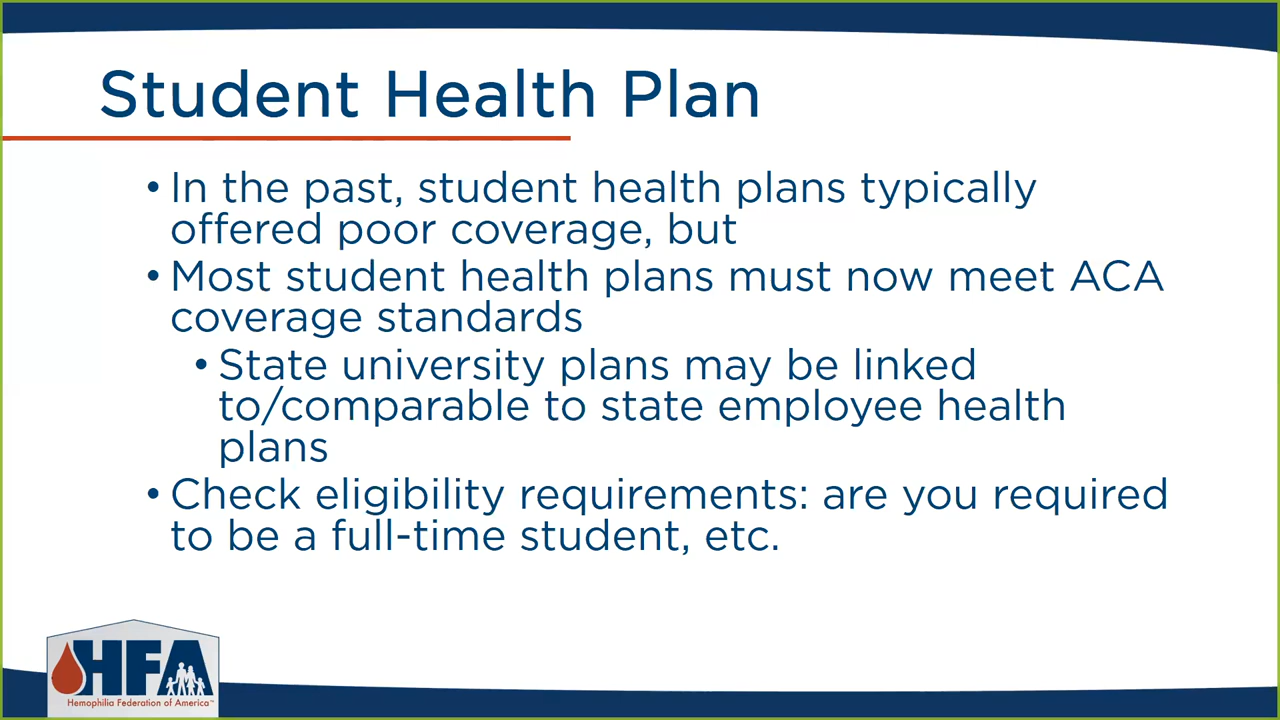 Student Health Plan
• In the past, student health plans typically
offered poor coverage, but
• Most student health plans must now meet ACA
coverage standards
• State university plans may be linked
to/comparable to state employee health
plans
• Check eligibility requirements: are you required
to be a full-time student, etc.
HFA
Hemophilia Federation of America™